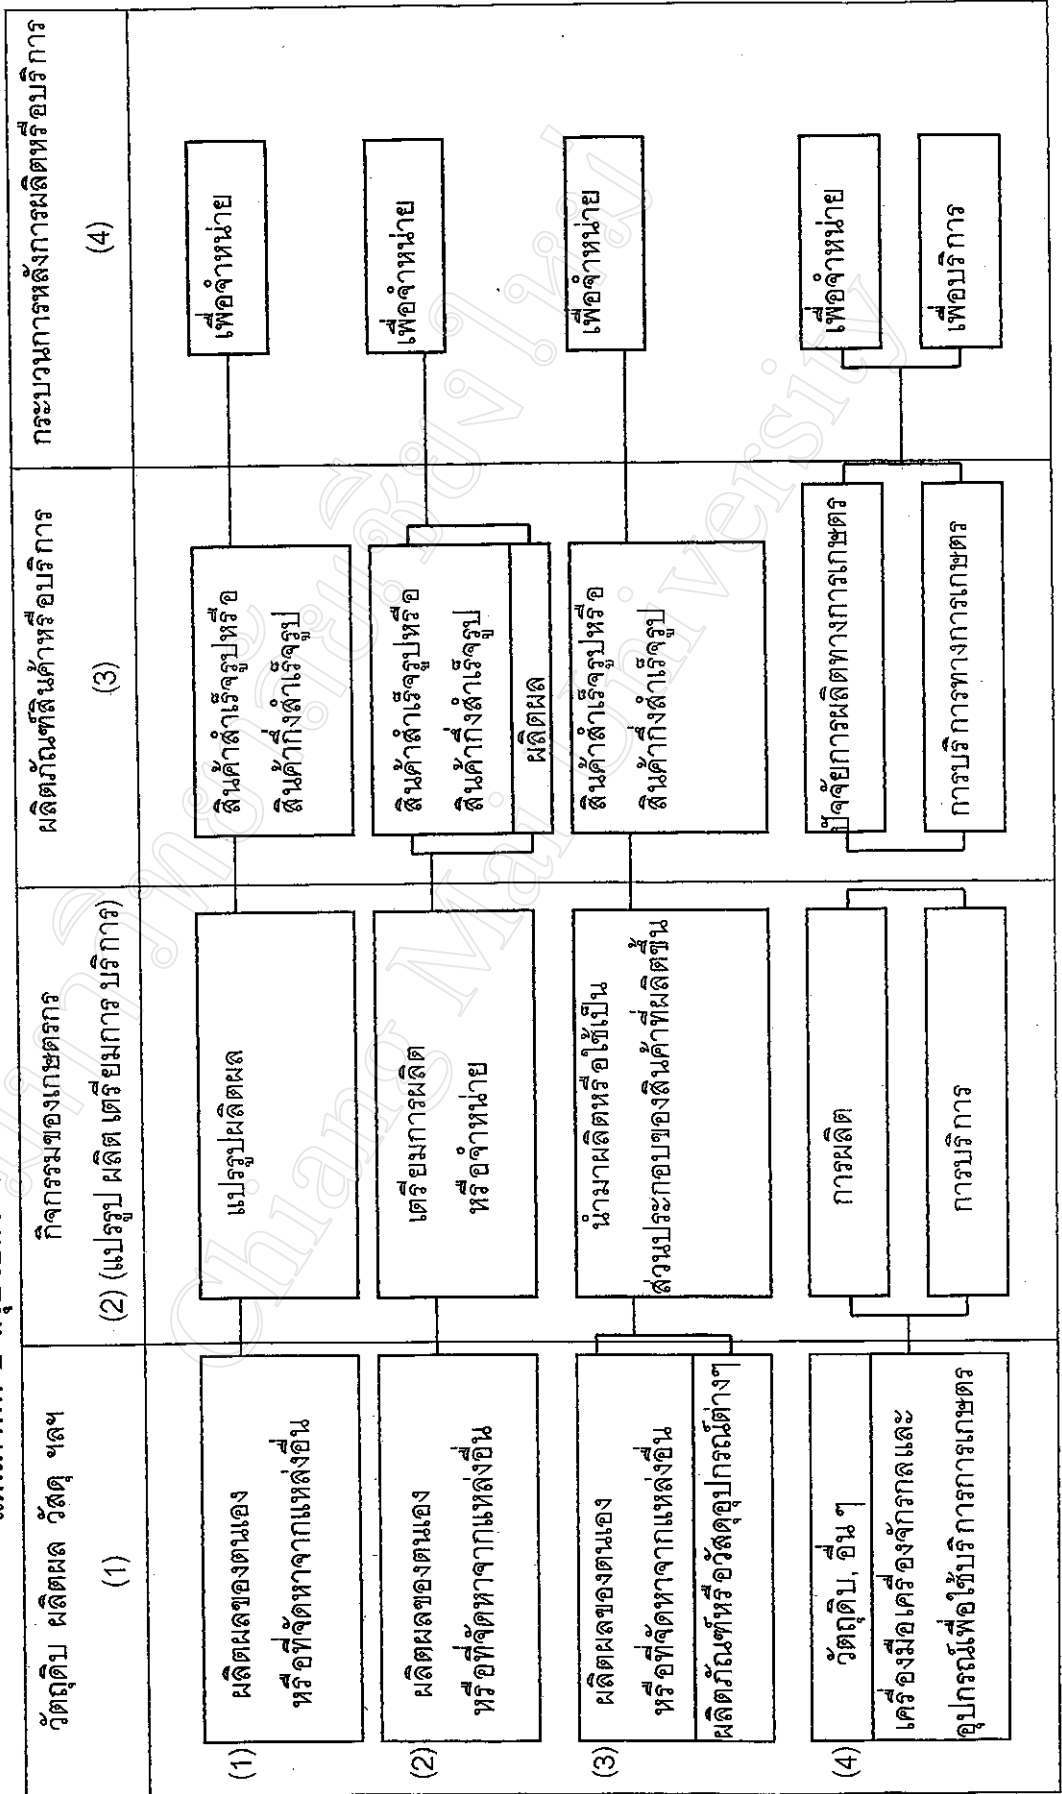 วัตถุดิบ ผลิตผล วัสดุ ฯลฯ
(1)
กิจกรรมของเกษตรกร
(2) (แปรรูป ผลิต เตรียมการ บริการ)
ผลิตภัณฑ์สินค้าหรือบริการ
(3)
กระบวนการหลังการผลิตหรือบริการ
(4)
(1)
ผลิตผลของตนเอง
หรือที่จัดหาจากแหล่งอื่น
แปรรูปผลิตผล
สินค้าสำเร็จรูปหรือ
สินค้ากึ่งสำเร็จรูป
เพื่อจำหน่าย
(2)
ผลิตผลของตนเอง
หรือที่จัดหาจากแหล่งอื่น
เตรียมการผลิต
หรือจำหน่าย
สินค้าสำเร็จรูปหรือ
สินค้ากึ่งสำเร็จรูป
ผลิตผล
เพื่อจำหน่าย
(3)
ผลิตผลของตนเอง
หรือที่จัดหาจากแหล่งอื่น
ผลิตภัณฑ์หรือวัสดุอุปกรณ์ต่างๆ
นำมาผลิตหรือใช้เป็น
ส่วนประกอบของสินค้าที่ผลิตขึ้น
สินค้าสำเร็จรูปหรือ
สินค้ากึ่งสำเร็จรูป
เพื่อจำหน่าย
(4)
วัตถุดิบ, อื่น ๆ
เครื่องมือเครื่องจักรกลและ
อุปกรณ์เพื่อใช้บริการการเกษตร
การผลิต
การบริการ
ปัจจัยการผลิตทางการเกษตร
การบริการทางการเกษตร
เพื่อจำหน่าย
เพื่อบริการ
Chiang Mai University